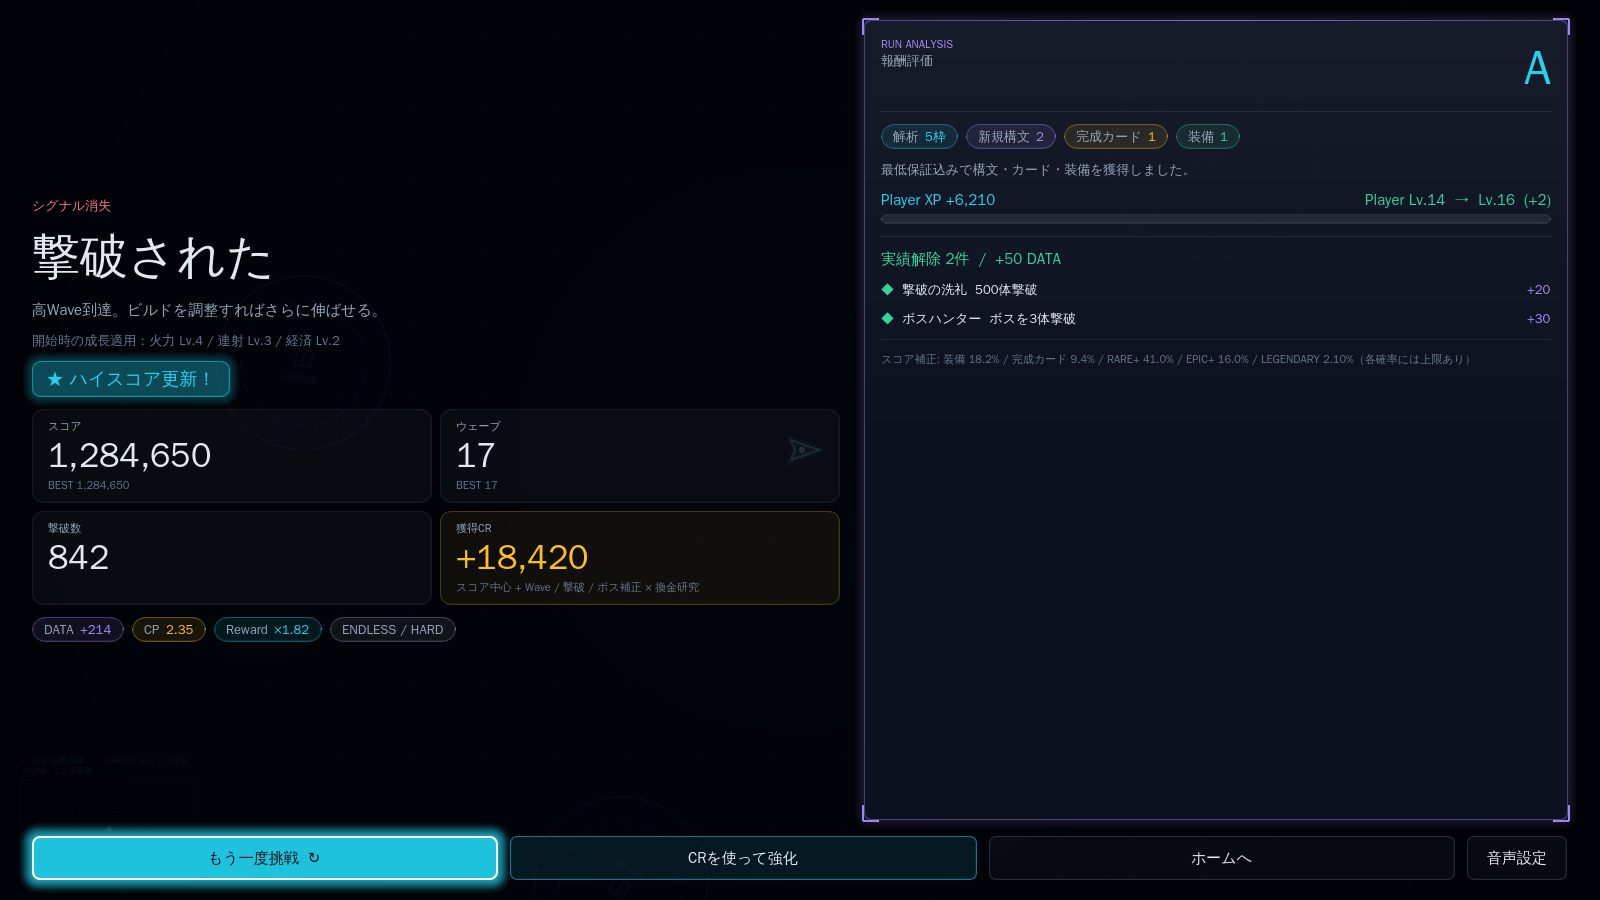 シグナル消失
撃破された
高Wave到達。ビルドを調整すればさらに伸ばせる。
開始時の成長適用：火力 Lv.4 / 連射 Lv.3 / 経済 Lv.2
★ ハイスコア更新！
スコア
1,284,650
BEST 1,284,650
ウェーブ
17
BEST 17
撃破数
842
獲得CR
+18,420
スコア中心 + Wave / 撃破 / ボス補正 × 換金研究
DATA +214
CP 2.35
Reward ×1.82
ENDLESS / HARD
RUN ANALYSIS
報酬評価
A
解析 5枠
新規構文 2
完成カード 1
装備 1
最低保証込みで構文・カード・装備を獲得しました。
Player XP +6,210
Player Lv.14 → Lv.16 (+2)
実績解除 2件 / +50 DATA
◆ 撃破の洗礼 500体撃破 +20
◆ ボスハンター ボスを3体撃破 +30
スコア補正: 装備 18.2% / 完成カード 9.4% / RARE+ 41.0% / EPIC+ 16.0% / LEGENDARY 2.10%（各確率には上限あり）
もう一度挑戦 ↻
CRを使って強化
ホームへ
音声設定